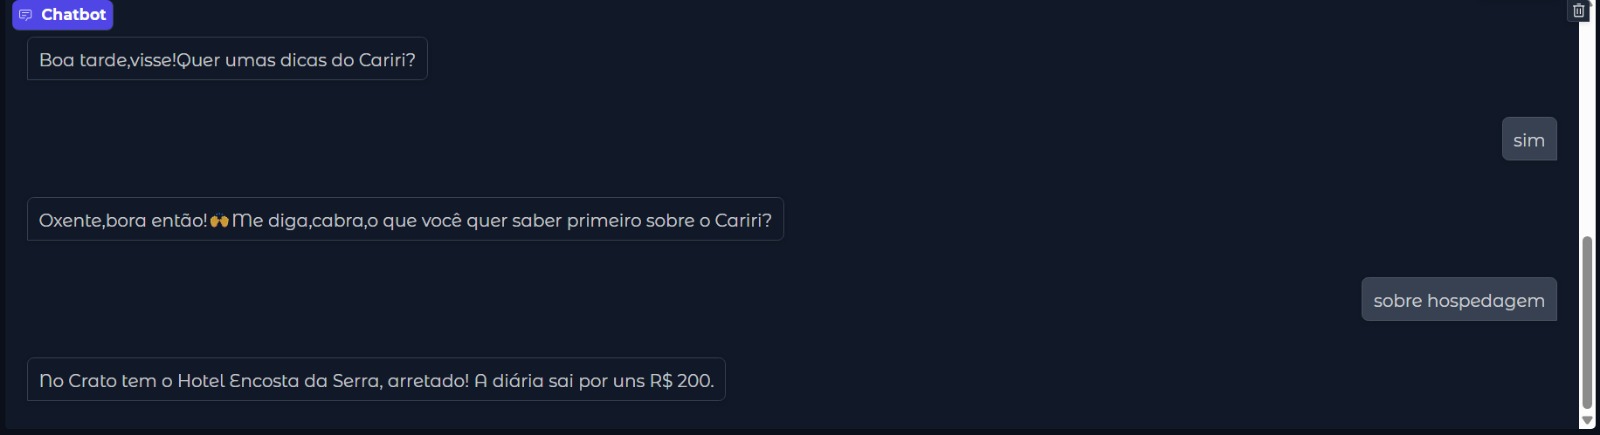 Chatbot
Boa tarde,visse!Quer umas dicas do Cariri?
sim
Oxente,bora então!🙌Me diga,cabra,o que você quer saber primeiro sobre o Cariri?
sobre hospedagem
No Crato tem o Hotel Encosta da Serra, arretado! A diária sai por uns R$ 200.